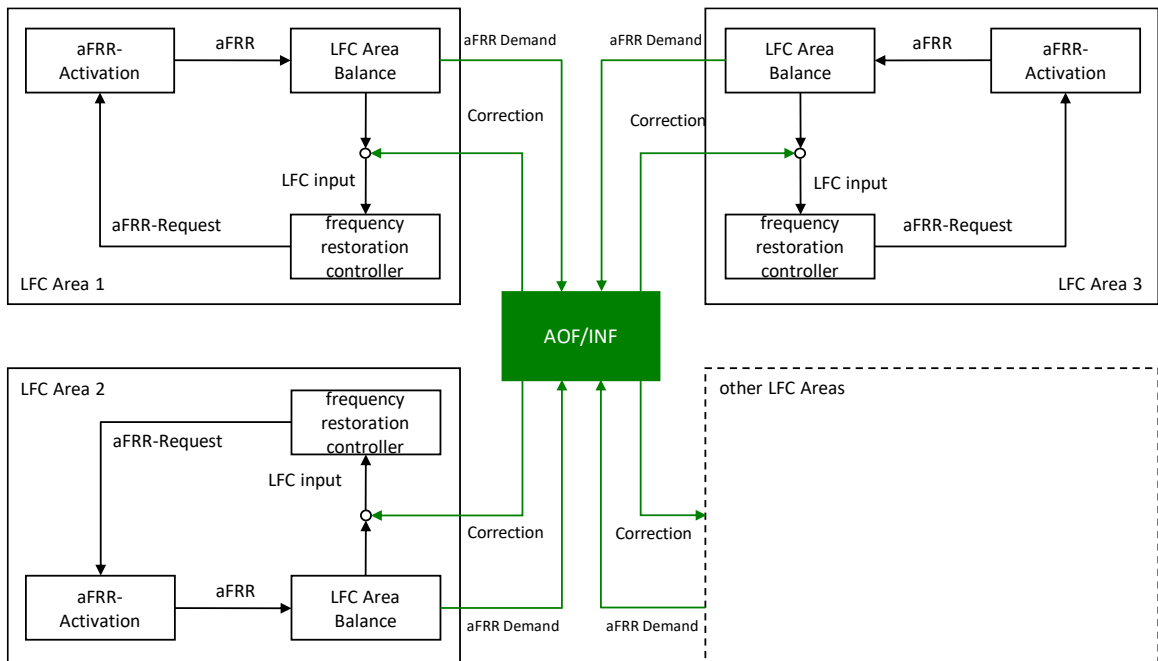 aFRR-
Activation
aFRR
LFC Area
Balance
aFRR Demand
Correction
LFC input
aFRR-Request
frequency
restoration
controller
LFC Area 1
aFRR Demand
Correction
LFC Area
Balance
aFRR
aFRR-
Activation
LFC input
frequency
restoration
controller
aFRR-Request
LFC Area 3
AOF/INF
LFC Area 2
frequency
restoration
controller
aFRR-Request
LFC input
Correction
aFRR-
Activation
aFRR
LFC Area
Balance
aFRR Demand
other LFC Areas
Correction
aFRR Demand